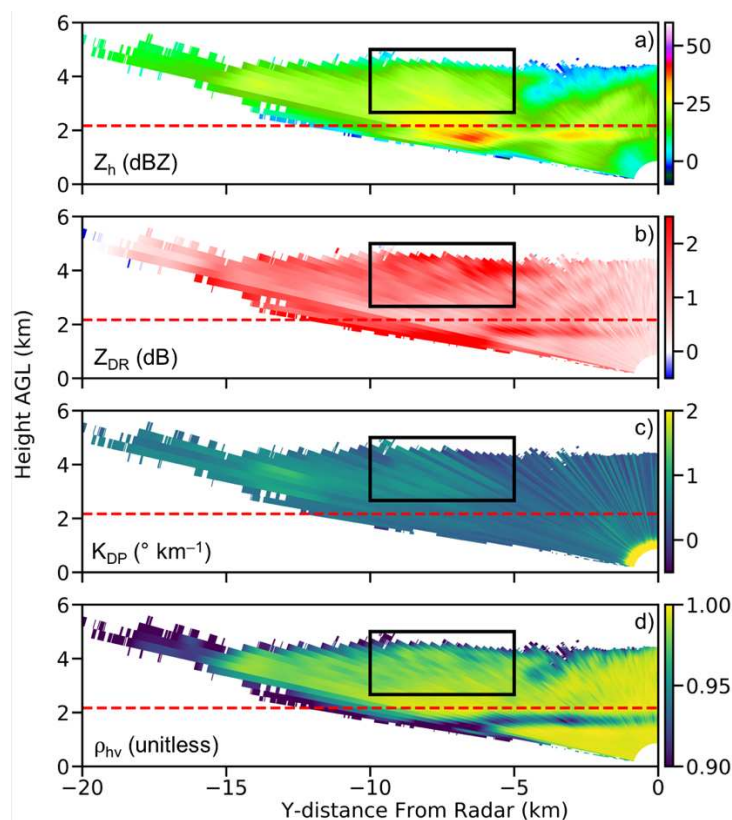 6
4
2
0
Z_h (dBZ)
a)
50
25
0
6
4
2
0
Z_DR (dB)
b)
2
1
0
Height AGL (km)
6
4
2
0
K_DP (° km⁻¹)
c)
2
1
0
6
4
2
0
ρ_hv (unitless)
d)
1.00
0.95
0.90
−20 −15 −10 −5 0
Y-distance From Radar (km)